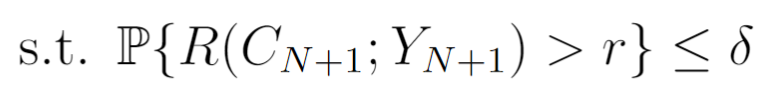 s.t. ℙ{R(C_{N+1}; Y_{N+1}) > r} ≤ δ